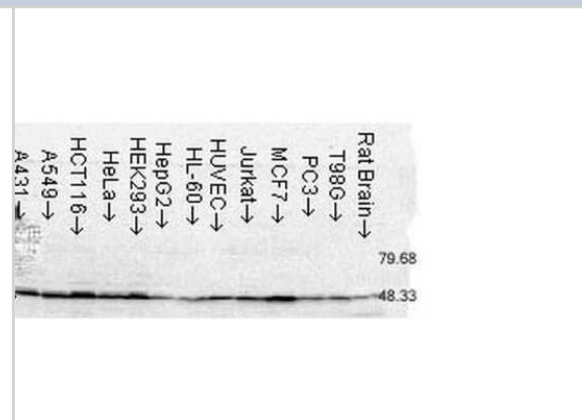 A431→
A549→
HCT116→
HeLa→
HEK293→
HepG2→
HL-60→
HUVEC→
Jurkat→
MCF7→
PC3→
T98G→
Rat Brain→
79.68
48.33